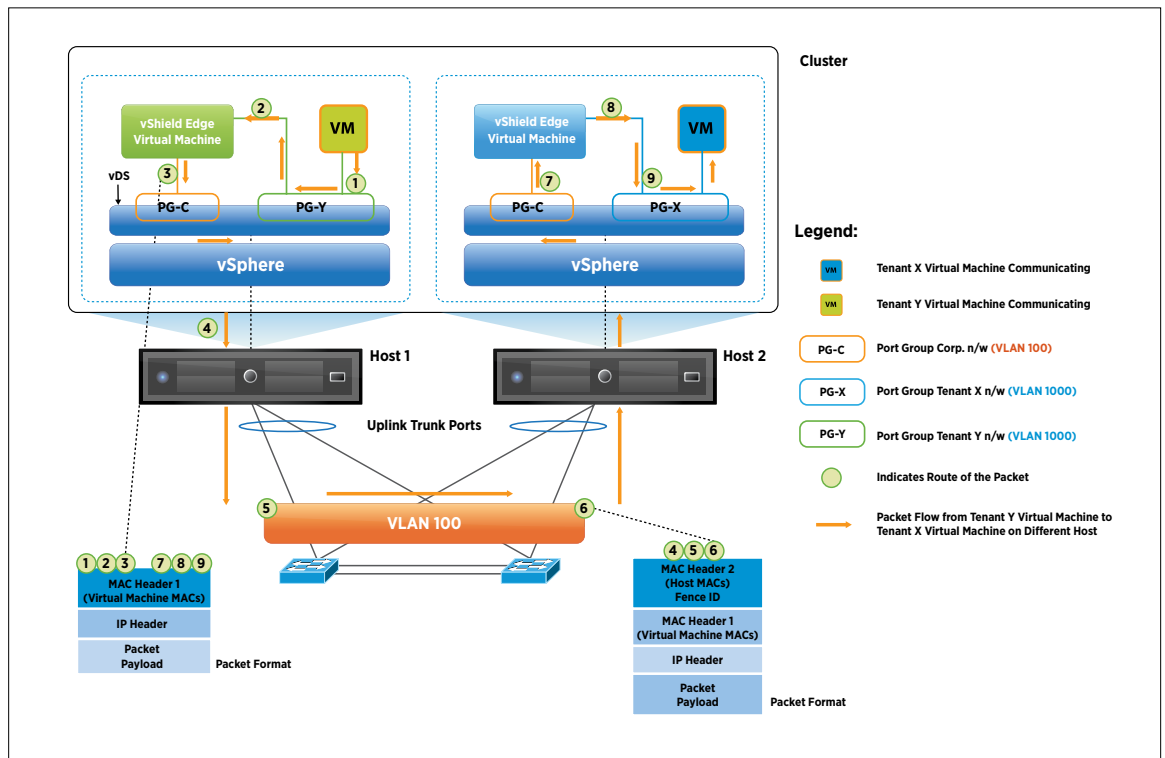 Cluster
vShield Edge
Virtual Machine
2
VM
3
1
vDS
PG-C
PG-Y
vSphere
vShield Edge
Virtual Machine
8
VM
7
9
PG-C
PG-X
vSphere
4
Host 1
Host 2
Uplink Trunk Ports
5
VLAN 100
6
1 2 3 7 8 9
MAC Header 1
(Virtual Machine MACs)
IP Header
Packet
Payload
Packet Format
4 5 6
MAC Header 2
(Host MACs)
Fence ID
MAC Header 1
(Virtual Machine MACs)
IP Header
Packet
Payload
Packet Format
Legend:
VM Tenant X Virtual Machine Communicating
VM Tenant Y Virtual Machine Communicating
PG-C Port Group Corp. n/w (VLAN 100)
PG-X Port Group Tenant X n/w (VLAN 1000)
PG-Y Port Group Tenant Y n/w (VLAN 1000)
Indicates Route of the Packet
Packet Flow from Tenant Y Virtual Machine to
Tenant X Virtual Machine on Different Host